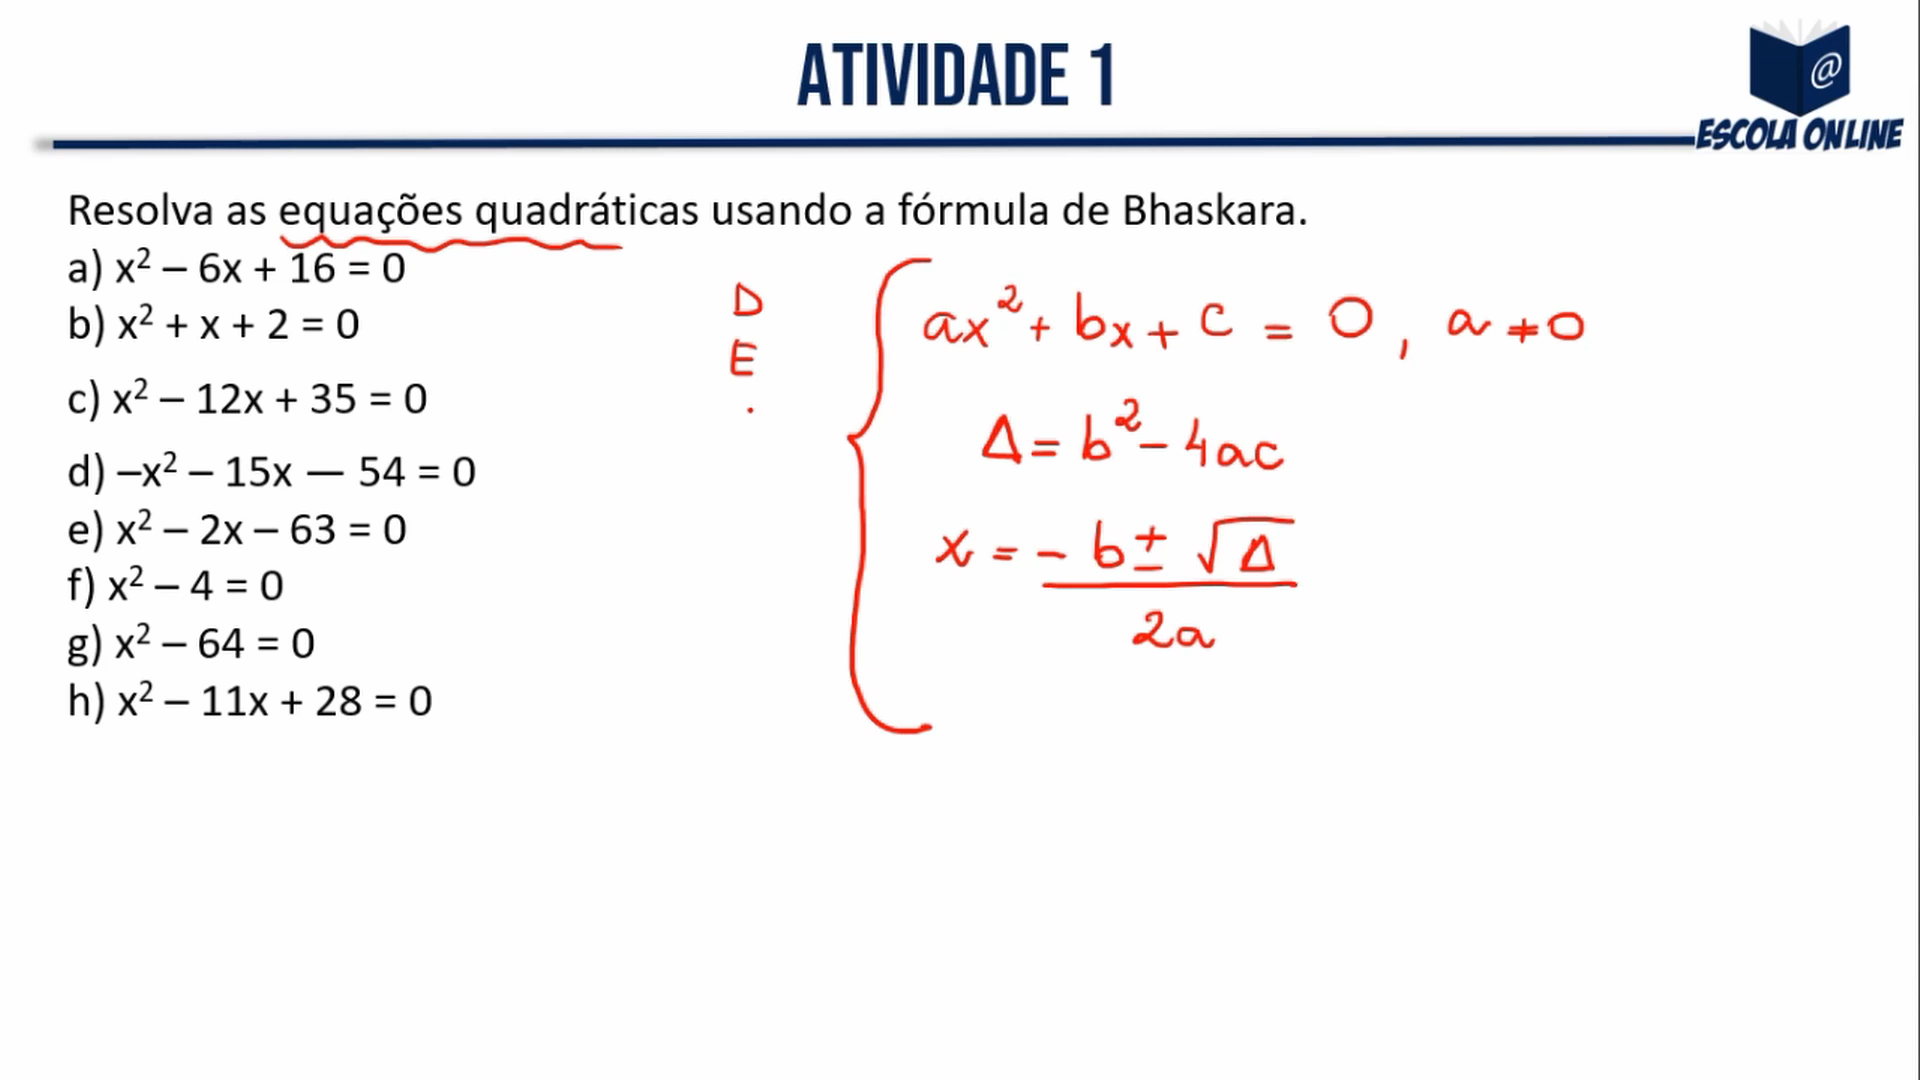 ATIVIDADE 1
@
ESCOLA ONLINE
Resolva as equações quadráticas usando a fórmula de Bhaskara.
a) x² – 6x + 16 = 0
b) x² + x + 2 = 0
c) x² – 12x + 35 = 0
d) –x² – 15x — 54 = 0
e) x² – 2x – 63 = 0
f) x² – 4 = 0
g) x² – 64 = 0
h) x² – 11x + 28 = 0
D
E
.
ax² + bx + c = 0, a ≠ 0
Δ = b² – 4ac
x = – b ± √Δ
2a